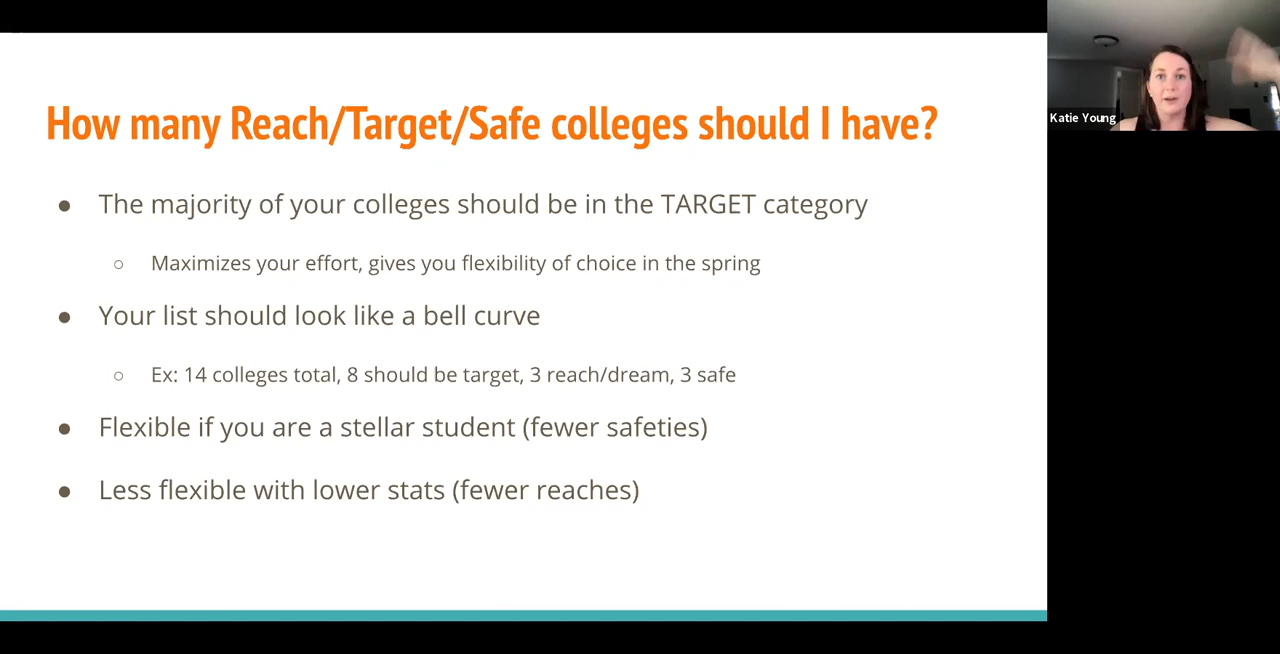 How many Reach/Target/Safe colleges should I have?
● The majority of your colleges should be in the TARGET category
○ Maximizes your effort, gives you flexibility of choice in the spring
● Your list should look like a bell curve
○ Ex: 14 colleges total, 8 should be target, 3 reach/dream, 3 safe
● Flexible if you are a stellar student (fewer safeties)
● Less flexible with lower stats (fewer reaches)
Katie Young